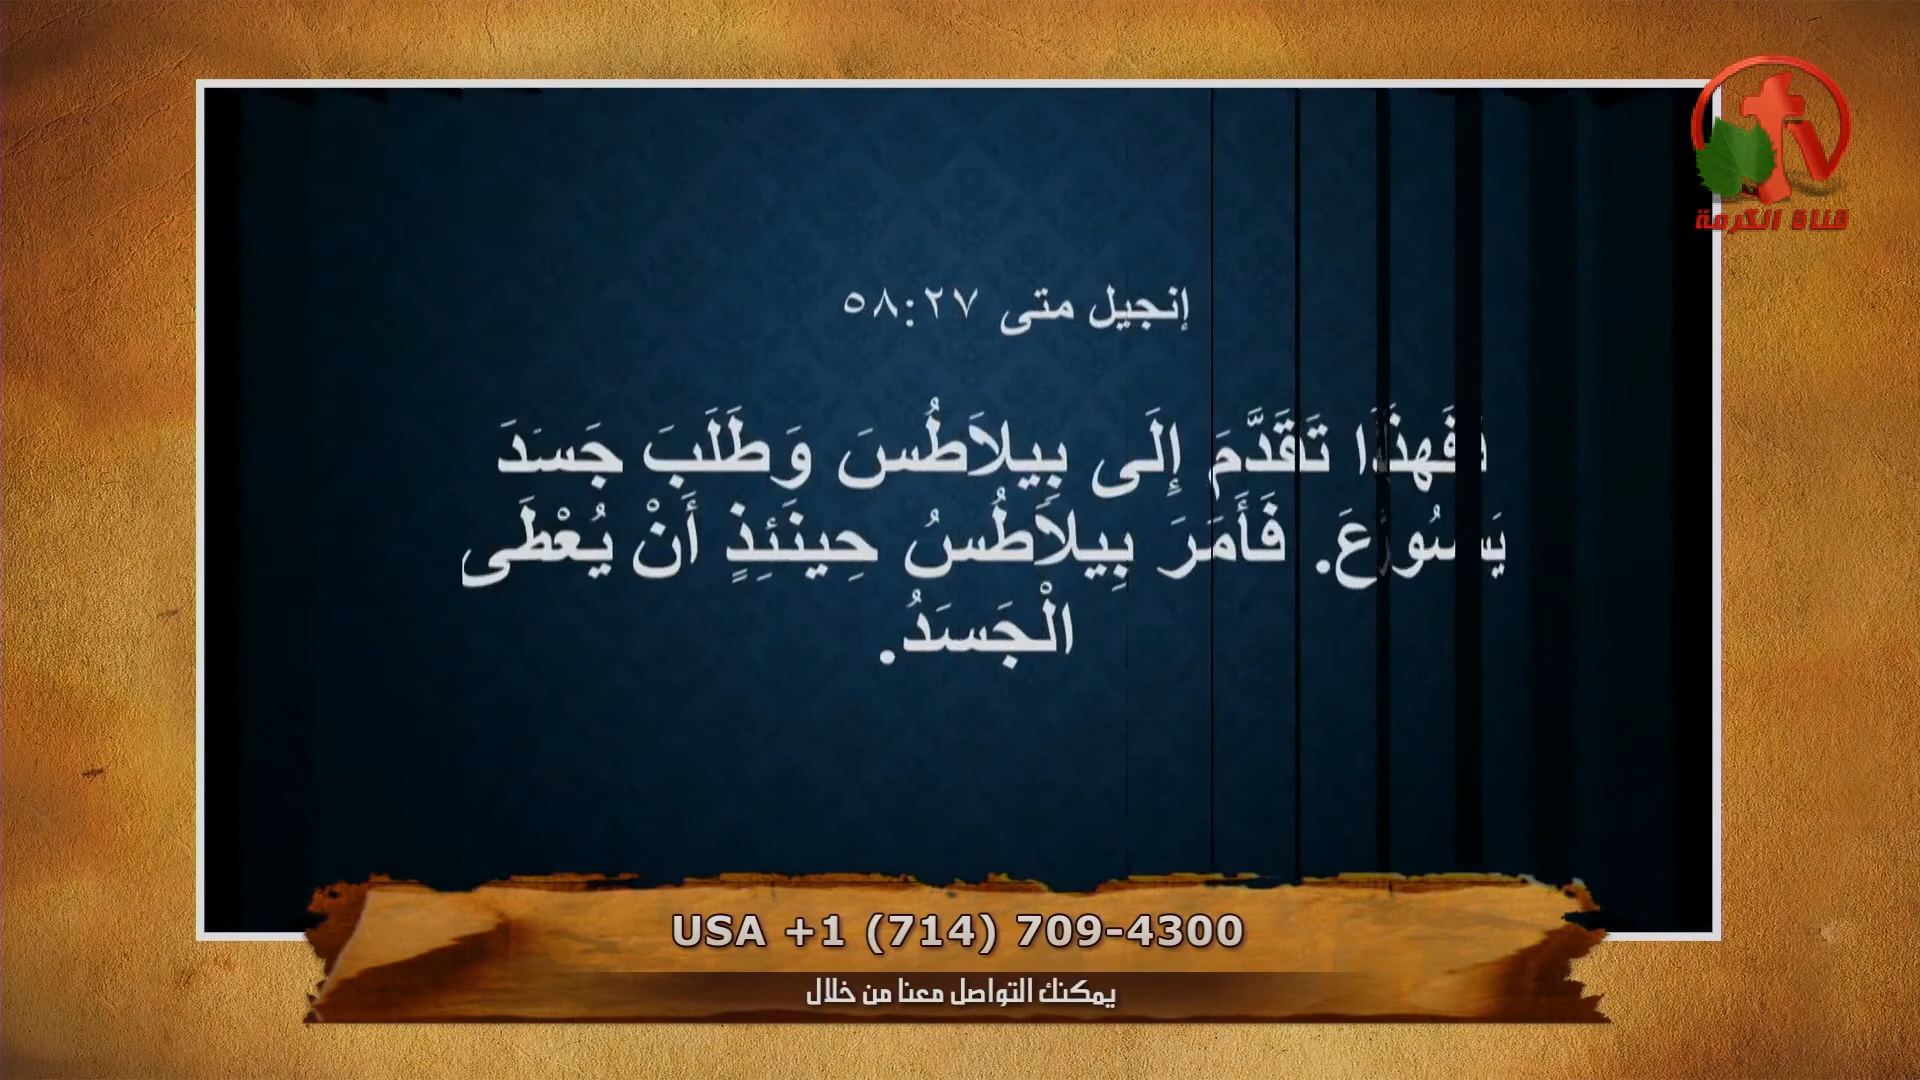 قناة الكرمة
إنجيل متى ٥٨:٢٧
فَهذَا تَقَدَّمَ إِلَى بِيلاَطُسَ وَطَلَبَ جَسَدَ
يَسُوعَ. فَأَمَرَ بِيلاَطُسُ حِينَئِذٍ أَنْ يُعْطَى
الْجَسَدُ.
USA +1 (714) 709-4300
يمكنك التواصل معنا من خلال